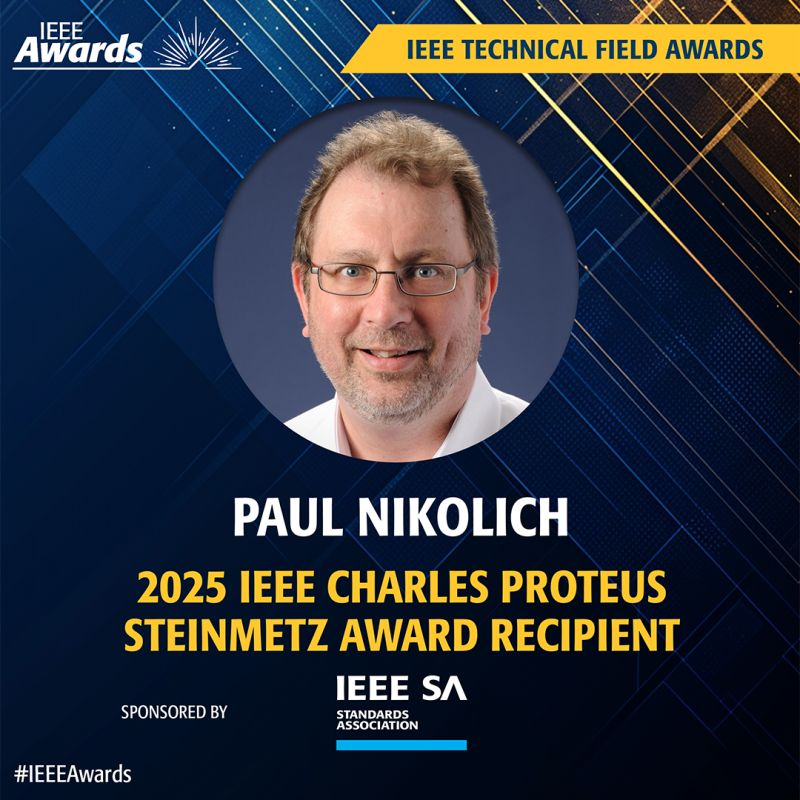 IEEE
Awards
IEEE TECHNICAL FIELD AWARDS
PAUL NIKOLICH
2025 IEEE CHARLES PROTEUS
STEINMETZ AWARD RECIPIENT
SPONSORED BY
IEEE SA
STANDARDS
ASSOCIATION
#IEEEAwards